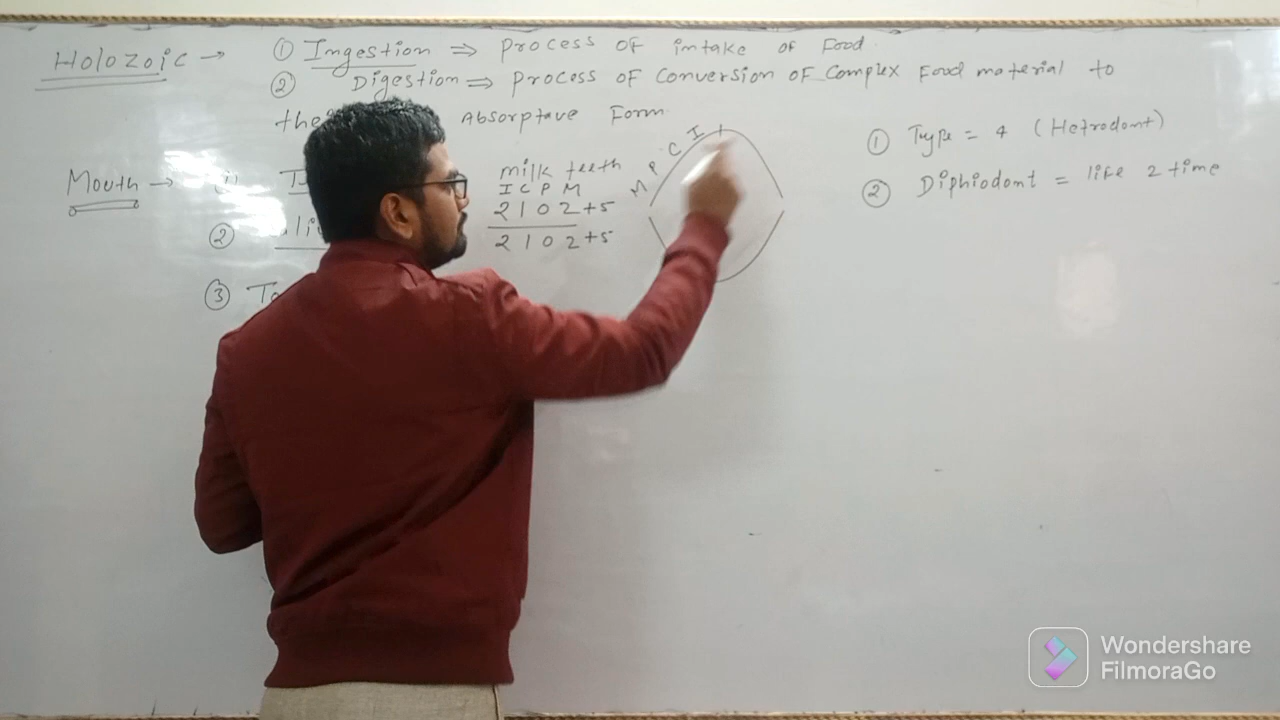 Holozoic → ① Ingestion ⇒ Process of intake of Food.
② Digestion ⇒ Process of conversion of complex Food material to
the Absorptave Form.
Mouth →
milk teeth
I C P M
2 1 0 2 +5
2 1 0 2 +5
②
③
M P C I
① Type = 4 (Hetrodont)
② Diphiodont = life 2 time
Wondershare
FilmoraGo